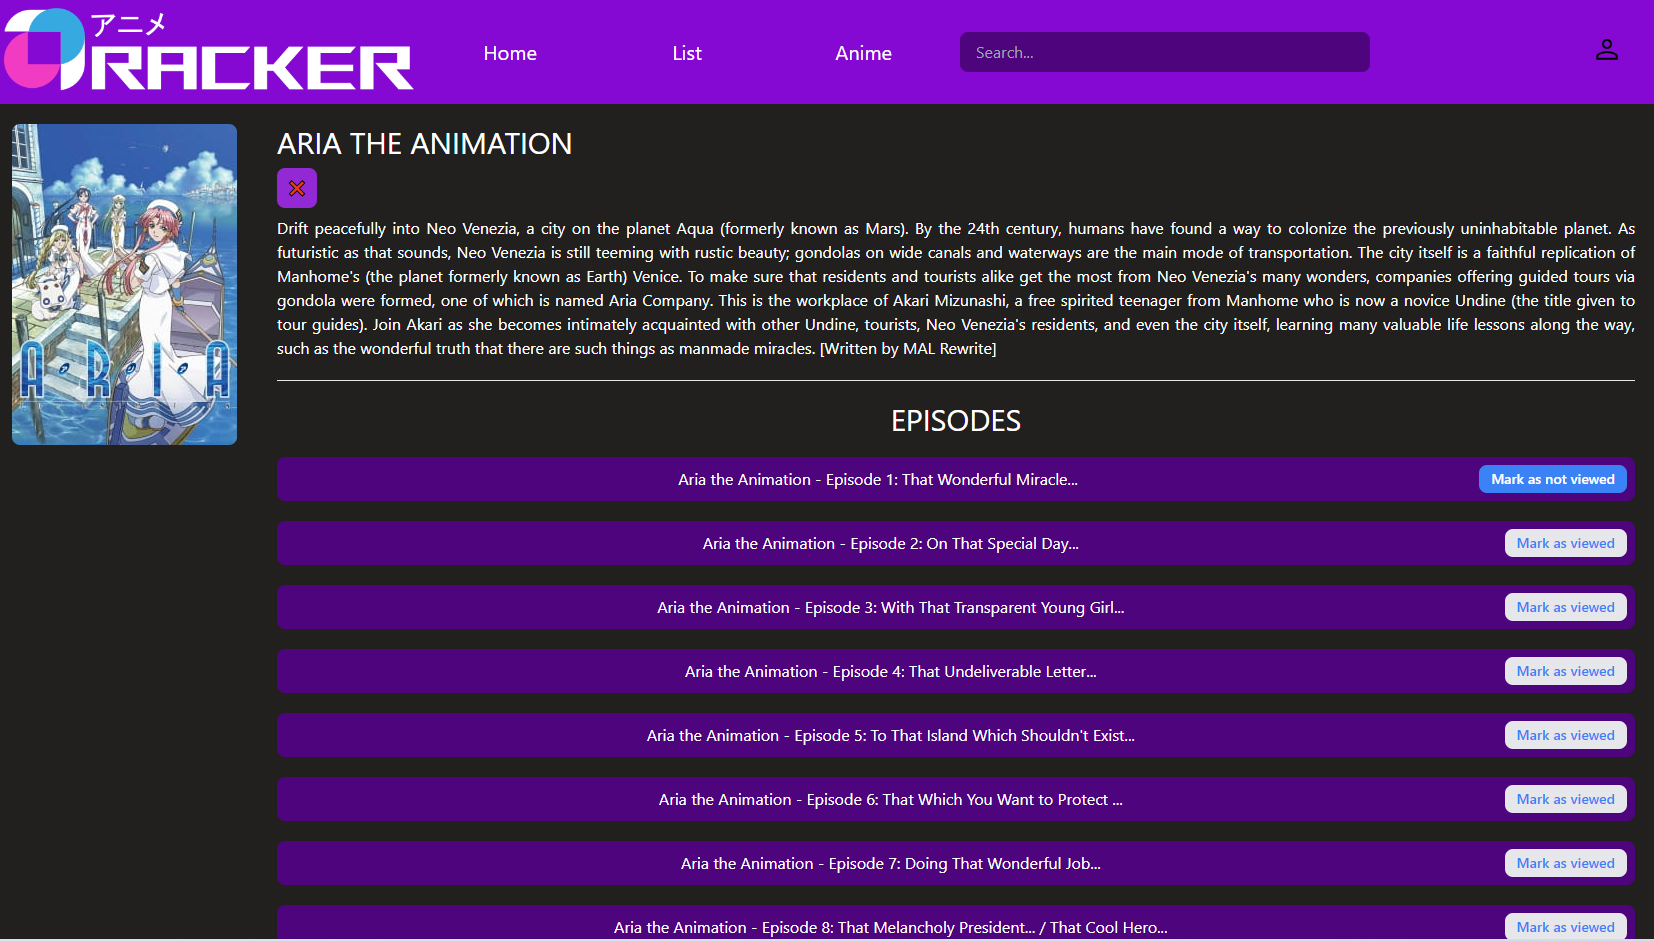 アニメ
TRACKER
Home
List
Anime
Search...
ARIA THE ANIMATION
Drift peacefully into Neo Venezia, a city on the planet Aqua (formerly known as Mars). By the 24th century, humans have found a way to colonize the previously uninhabitable planet. As
futuristic as that sounds, Neo Venezia is still teeming with rustic beauty; gondolas on wide canals and waterways are the main mode of transportation. The city itself is a faithful replication of
Manhome's (the planet formerly known as Earth) Venice. To make sure that residents and tourists alike get the most from Neo Venezia's many wonders, companies offering guided tours via
gondola were formed, one of which is named Aria Company. This is the workplace of Akari Mizunashi, a free spirited teenager from Manhome who is now a novice Undine (the title given to
tour guides). Join Akari as she becomes intimately acquainted with other Undine, tourists, Neo Venezia's residents, and even the city itself, learning many valuable life lessons along the way,
such as the wonderful truth that there are such things as manmade miracles. [Written by MAL Rewrite]
A·R·I·A
EPISODES
Aria the Animation - Episode 1: That Wonderful Miracle...
Mark as not viewed
Aria the Animation - Episode 2: On That Special Day...
Mark as viewed
Aria the Animation - Episode 3: With That Transparent Young Girl...
Mark as viewed
Aria the Animation - Episode 4: That Undeliverable Letter...
Mark as viewed
Aria the Animation - Episode 5: To That Island Which Shouldn't Exist...
Mark as viewed
Aria the Animation - Episode 6: That Which You Want to Protect ...
Mark as viewed
Aria the Animation - Episode 7: Doing That Wonderful Job...
Mark as viewed
Aria the Animation - Episode 8: That Melancholy President... / That Cool Hero...
Mark as viewed